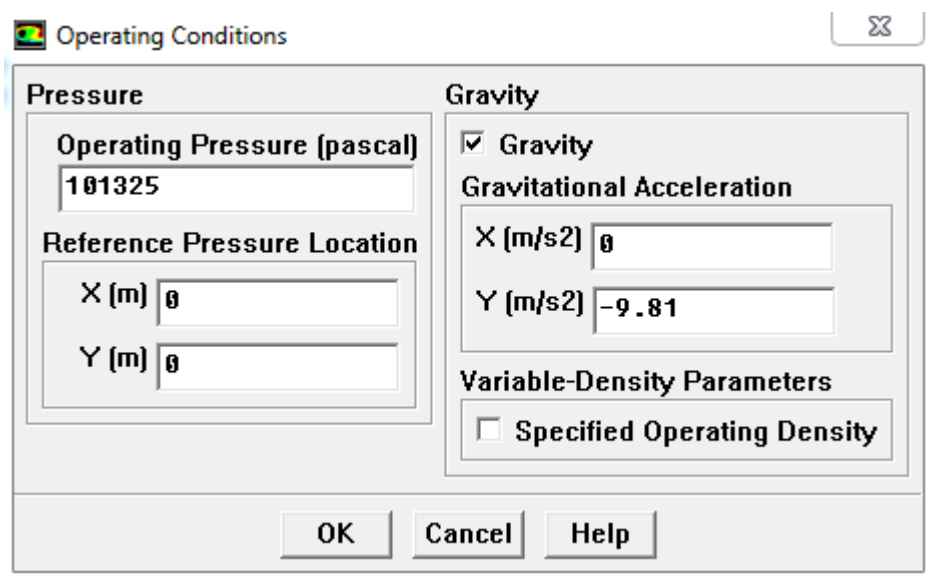 Operating Conditions
Pressure
Operating Pressure (pascal)
101325
Reference Pressure Location
X (m) 0
Y (m) 0
Gravity
Gravity
Gravitational Acceleration
X (m/s2) 0
Y (m/s2) -9.81
Variable-Density Parameters
Specified Operating Density
OK Cancel Help